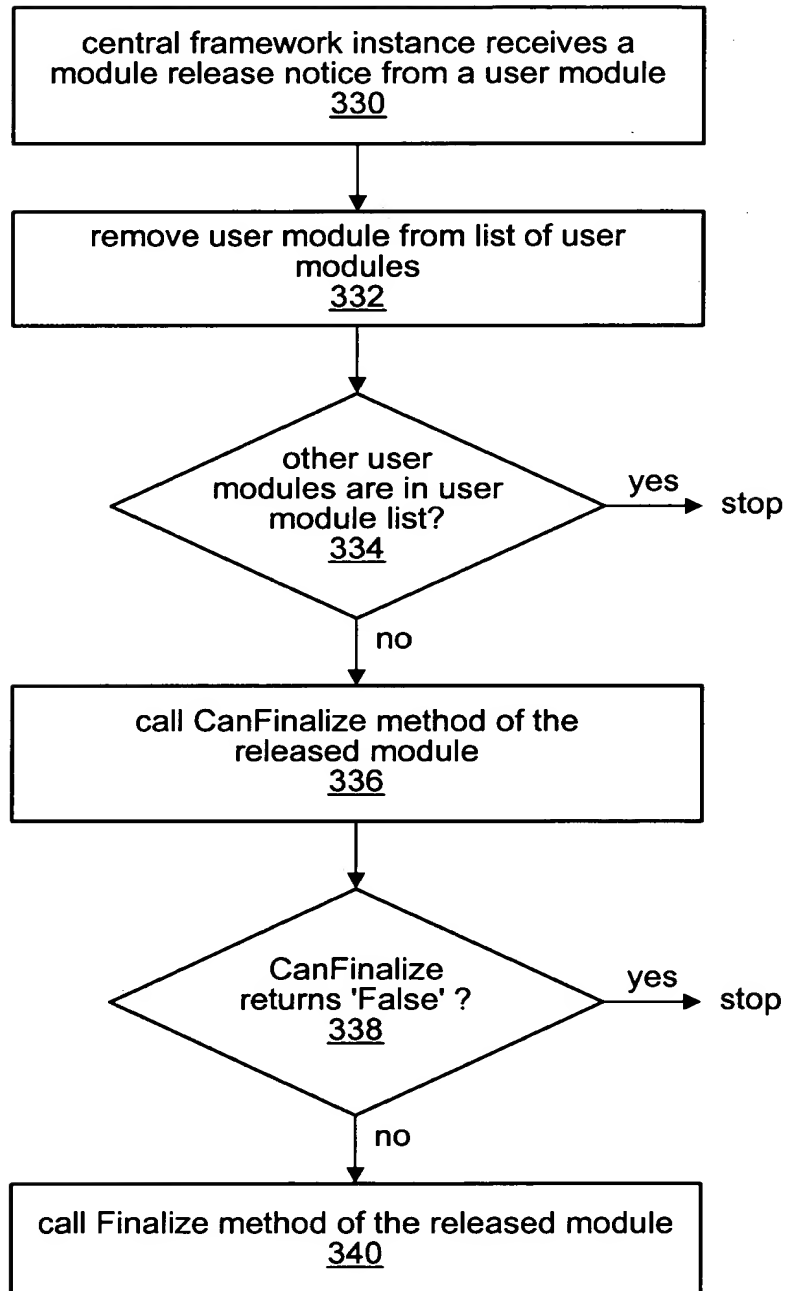 central framework instance receives a
module release notice from a user module
330
remove user module from list of user
modules
332
other user
modules are in user
module list?
334
yes
stop
no
call CanFinalize method of the
released module
336
CanFinalize
returns 'False' ?
338
yes
stop
no
call Finalize method of the released module
340